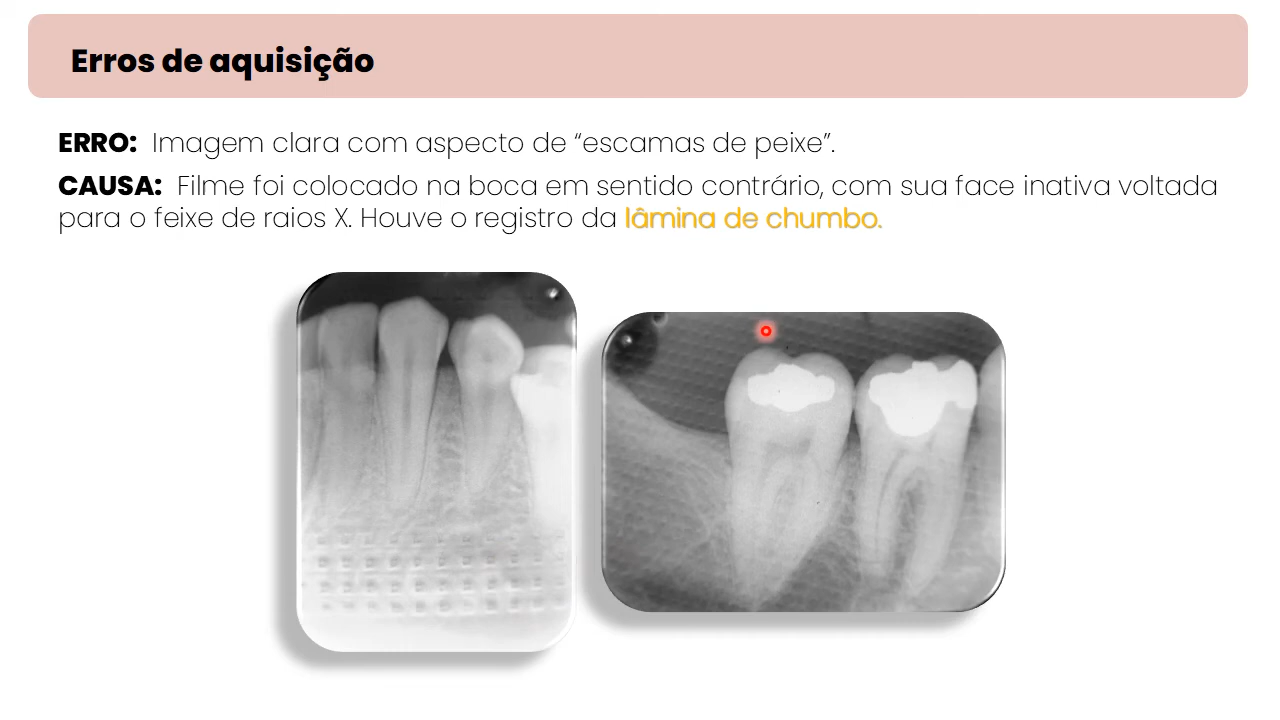 Erros de aquisição
ERRO: Imagem clara com aspecto de “escamas de peixe”.
CAUSA: Filme foi colocado na boca em sentido contrário, com sua face inativa voltada
para o feixe de raios X. Houve o registro da lâmina de chumbo.